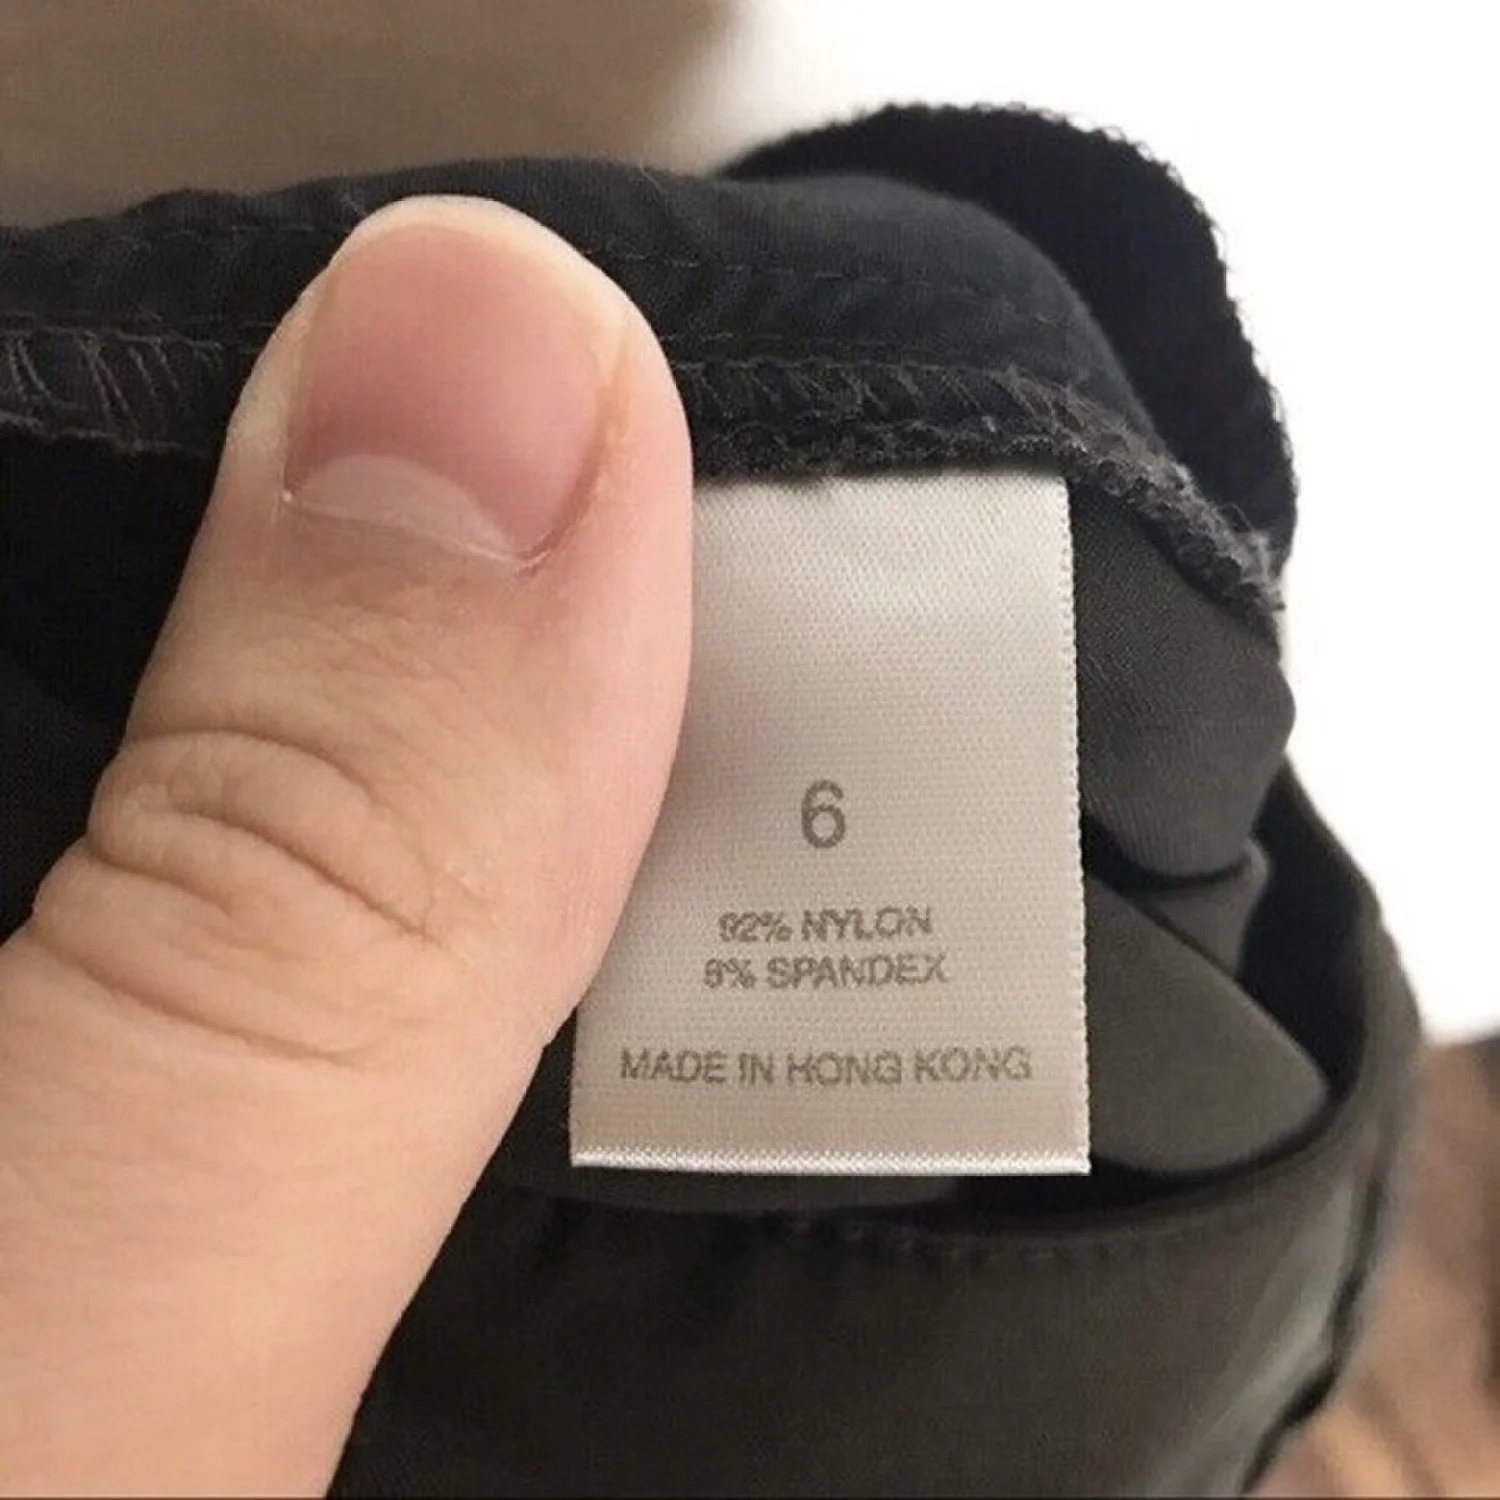 6
92% NYLON
8% SPANDEX
MADE IN HONG KONG